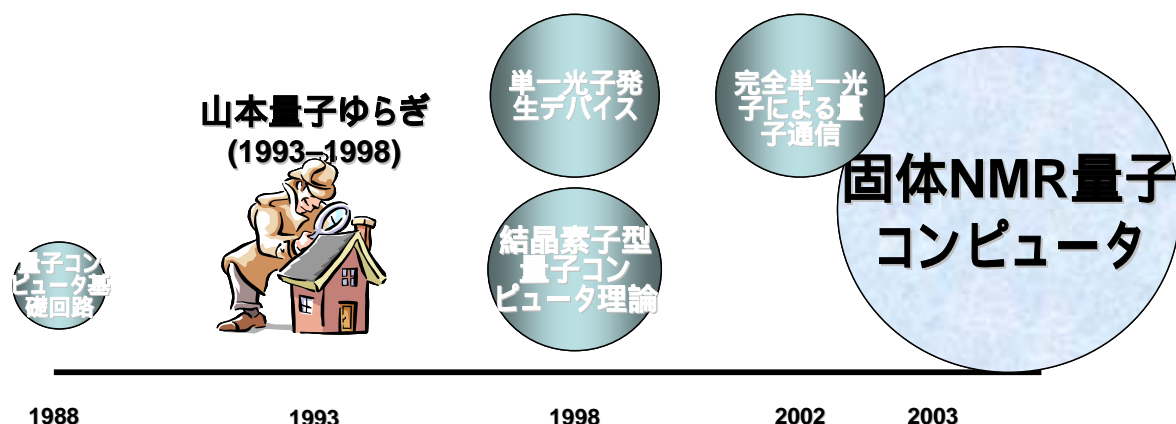 山本量子ゆらぎ
(1993–1998)
量子コン
ピュータ基
礎回路
単一光子発
生デバイス
結晶素子型
量子コン
ピュータ理論
完全単一光
子による量
子通信
固体NMR量子
コンピュータ
1988
1993
1998
2002
2003